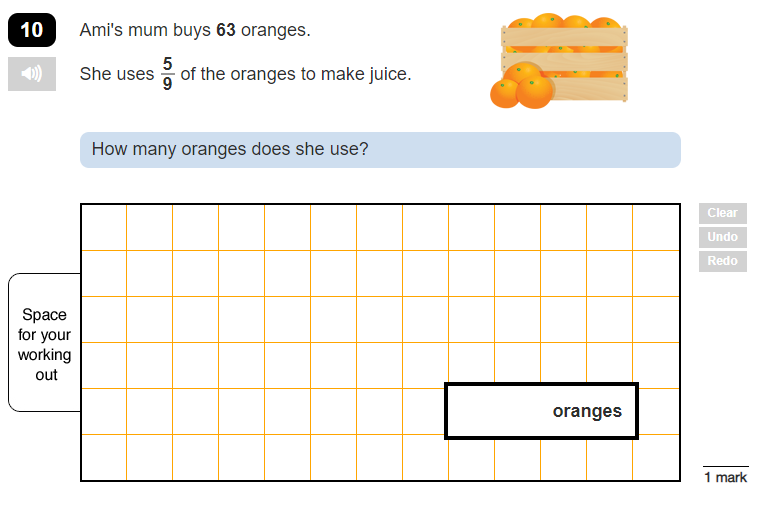 10
Ami's mum buys 63 oranges.
She uses 5/9 of the oranges to make juice.
How many oranges does she use?
Clear
Undo
Redo
Space
for your
working
out
oranges
1 mark